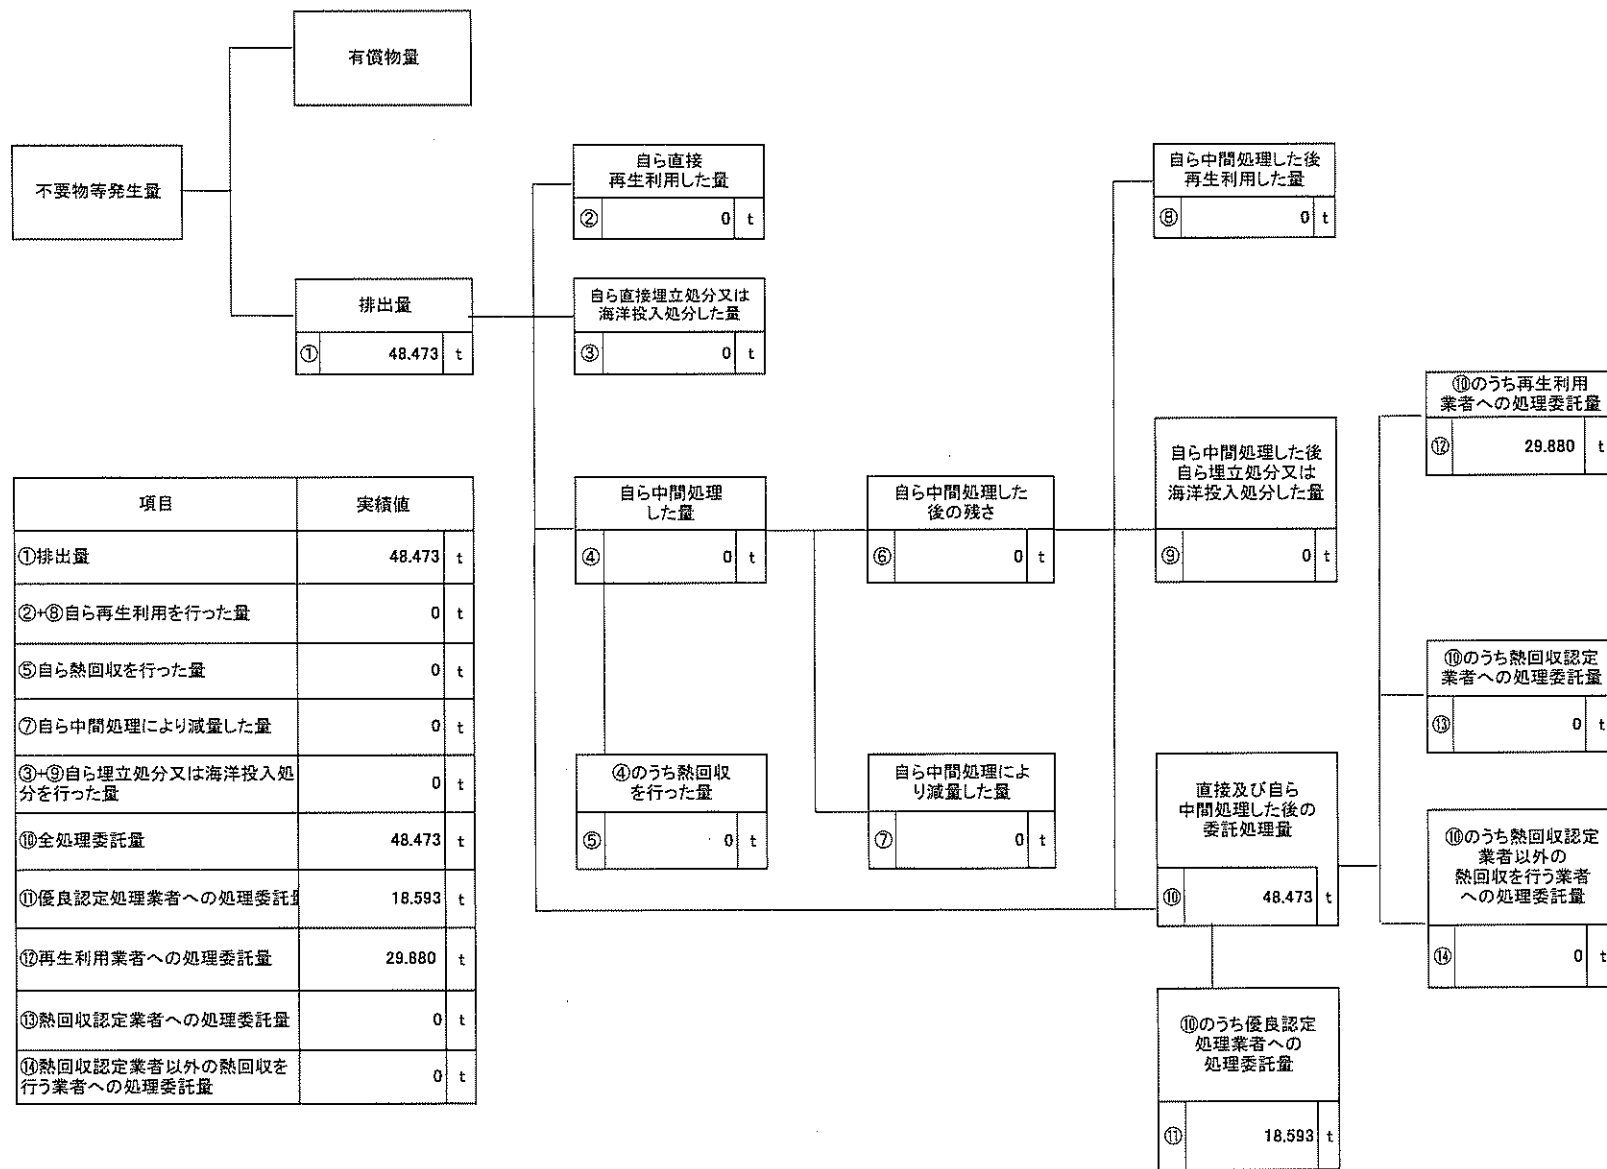 有償物量
不要物等発生量
排出量
① 48.473 t
自ら直接
再生利用した量
② 0 t
自ら直接埋立処分又は
海洋投入処分した量
③ 0 t
自ら中間処理
した量
④ 0 t
④のうち熱回収
を行った量
⑤ 0 t
自ら中間処理した
後の残さ
⑥ 0 t
自ら中間処理によ
り減量した量
⑦ 0 t
自ら中間処理した後
再生利用した量
⑧ 0 t
自ら中間処理した後
自ら埋立処分又は
海洋投入処分した量
⑨ 0 t
直接及び自ら
中間処理した後の
委託処理量
⑩ 48.473 t
⑩のうち優良認定
処理業者への
処理委託量
⑪ 18.593 t
⑩のうち再生利用
業者への処理委託量
⑫ 29.880 t
⑩のうち熱回収認定
業者への処理委託量
⑬ 0 t
⑩のうち熱回収認定
業者以外の
熱回収を行う業者
への処理委託量
⑭ 0 t
項目 実績値
①排出量 48.473 t
②+⑧自ら再生利用を行った量 0 t
⑤自ら熱回収を行った量 0 t
⑦自ら中間処理により減量した量 0 t
③+⑨自ら埋立処分又は海洋投入処
分を行った量 0 t
⑩全処理委託量 48.473 t
⑪優良認定処理業者への処理委託量 18.593 t
⑫再生利用業者への処理委託量 29.880 t
⑬熱回収認定業者への処理委託量 0 t
⑭熱回収認定業者以外の熱回収を
行う業者への処理委託量 0 t